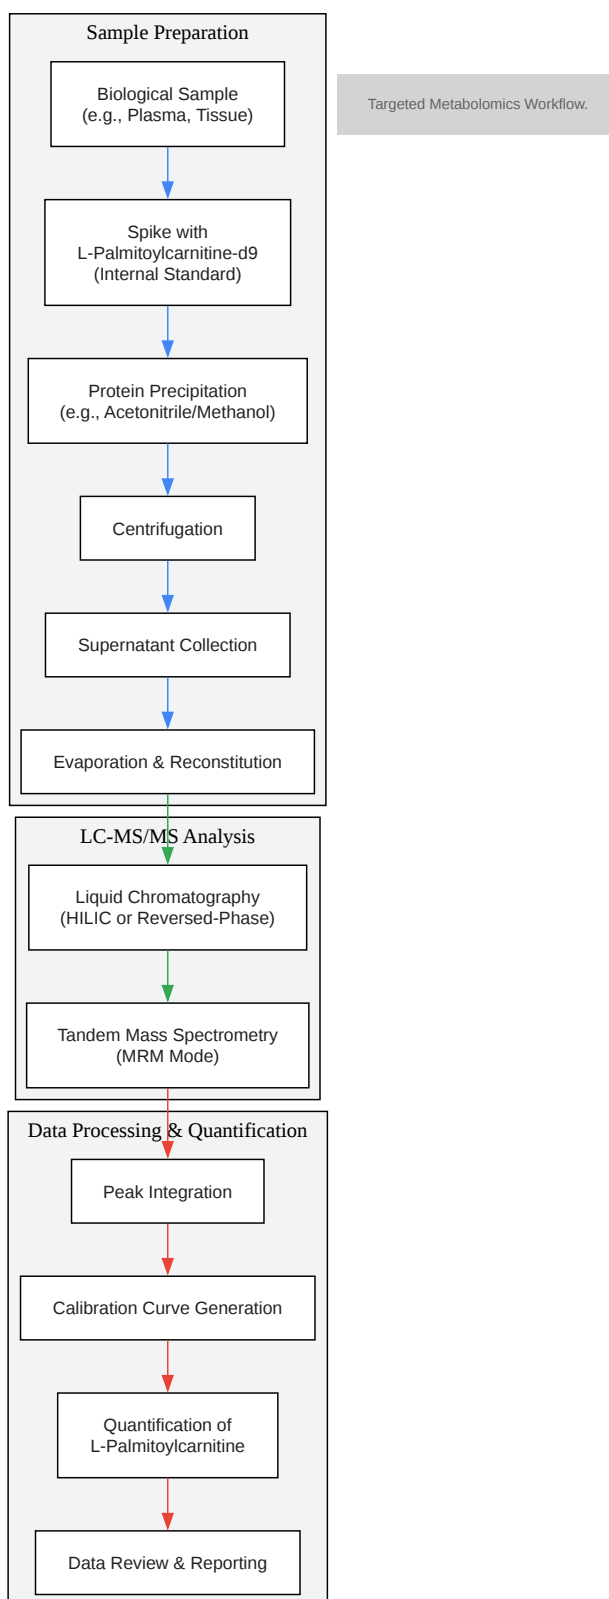 Sample Preparation
Biological Sample
(e.g., Plasma, Tissue)
Targeted Metabolomics Workflow.
Spike with
L-Palmitoylcarnitine-d9
(Internal Standard)
Protein Precipitation
(e.g., Acetonitrile/Methanol)
Centrifugation
Supernatant Collection
Evaporation & Reconstitution
LC-MS/MS Analysis
Liquid Chromatography
(HILIC or Reversed-Phase)
Tandem Mass Spectrometry
(MRM Mode)
Data Processing & Quantification
Peak Integration
Calibration Curve Generation
Quantification of
L-Palmitoylcarnitine
Data Review & Reporting